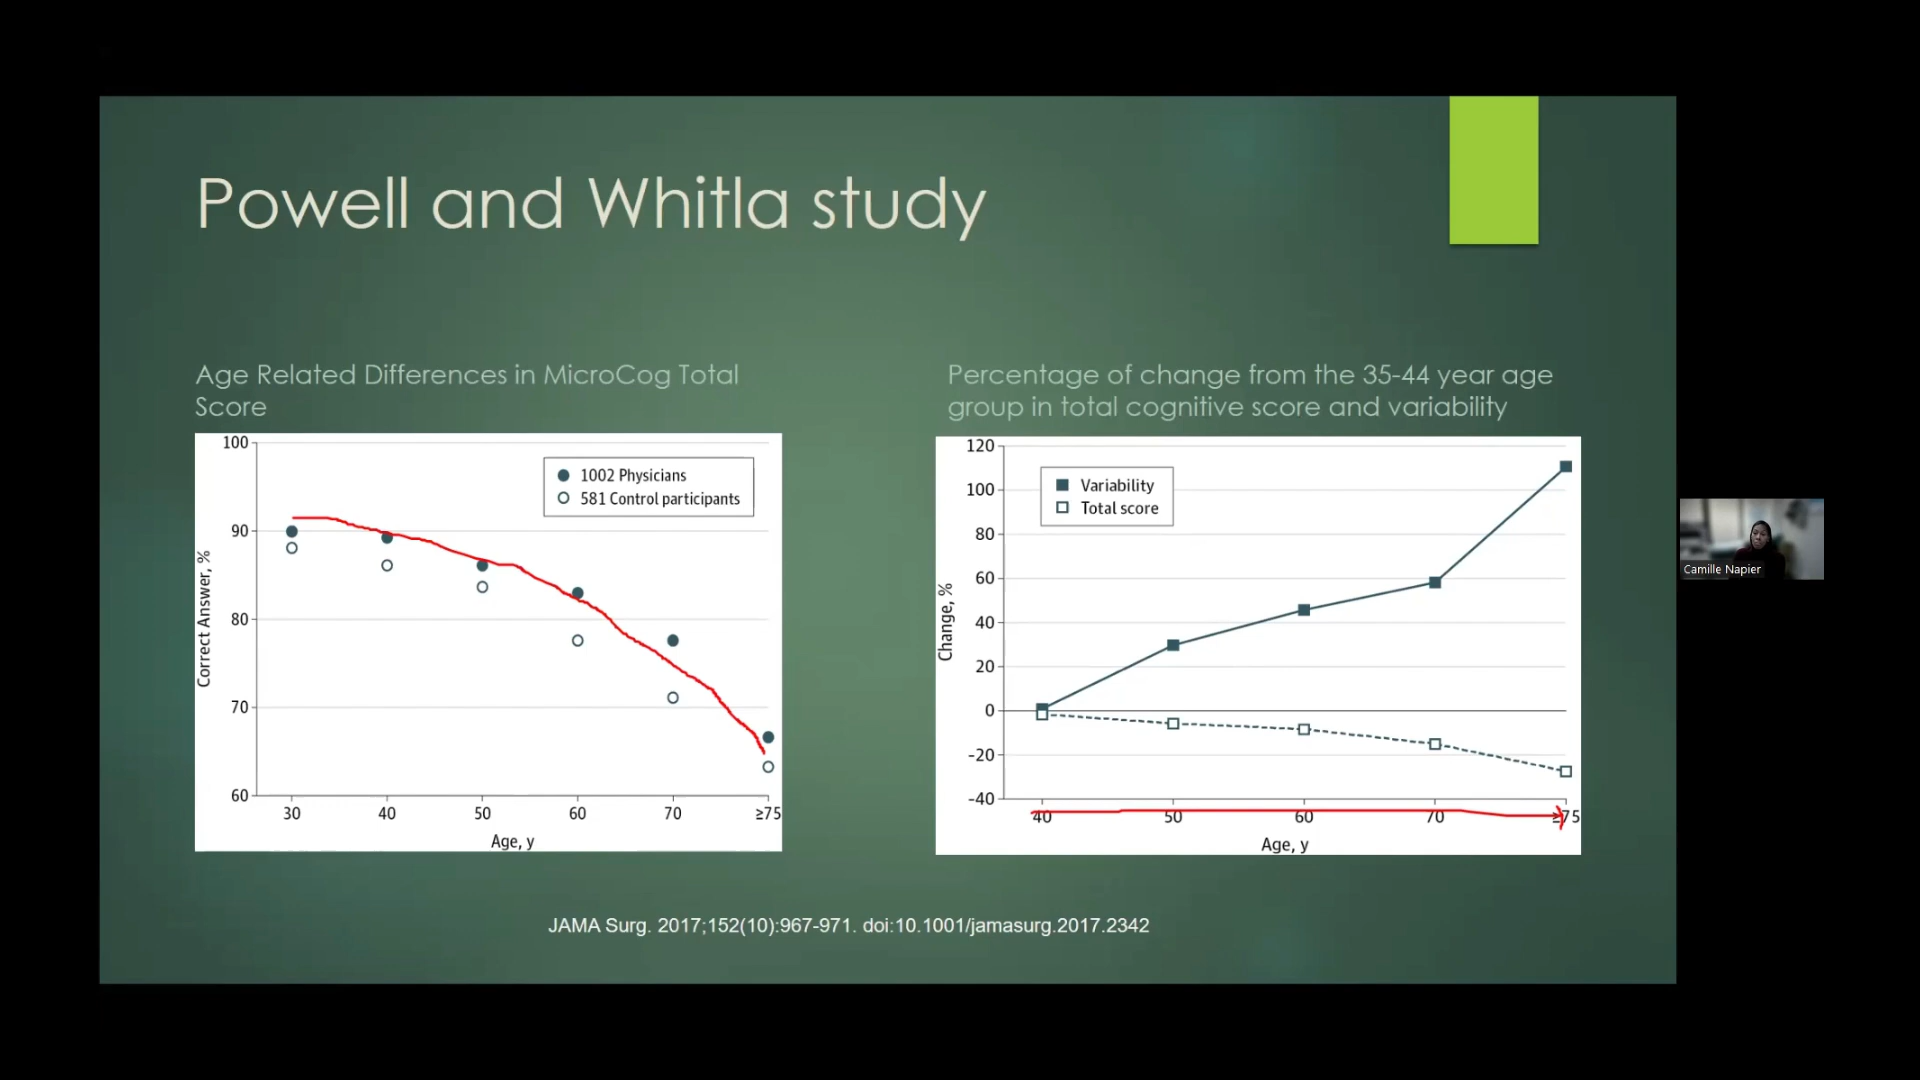 Powell and Whitla study
Age Related Differences in MicroCog Total
Score
100
90
80
70
60
Correct Answer, %
1002 Physicians
581 Control participants
30 40 50 60 70 ≥75
Age, y
Percentage of change from the 35-44 year age
group in total cognitive score and variability
120
100
80
60
40
20
0
-20
-40
Change, %
Variability
Total score
40 50 60 70 ≥75
Age, y
JAMA Surg. 2017;152(10):967-971. doi:10.1001/jamasurg.2017.2342
Camille Napier